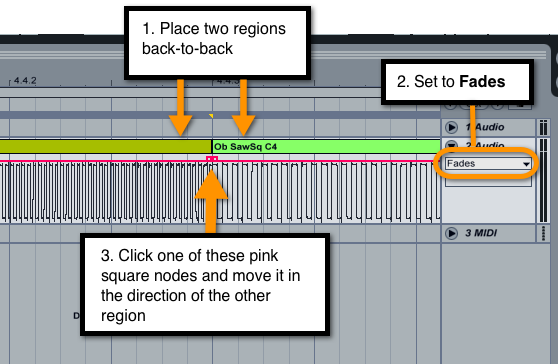 1. Place two regions
back-to-back
2. Set to Fades
4.4.2
4.4.3
1 Audio
2 Audio
Ob SawSq C4
Fades
3 MIDI
3. Click one of these pink
square nodes and move it in
the direction of the other
region
D